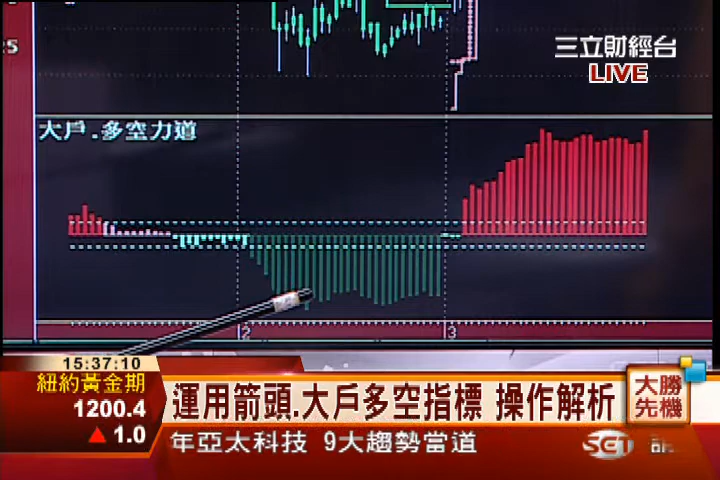 25
三立財經台
LIVE
大戶.多空力道
2
3
15:37:10
紐約黃金期
1200.4
▲1.0
運用箭頭.大戶多空指標 操作解析
大勝
先機
年亞太科技 9大趨勢當道
SET